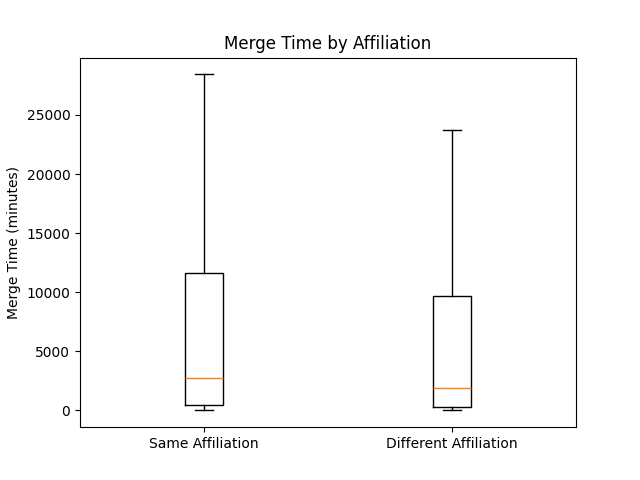 Merge Time by Affiliation
Merge Time (minutes)
25000
20000
15000
10000
5000
0
Same Affiliation
Different Affiliation